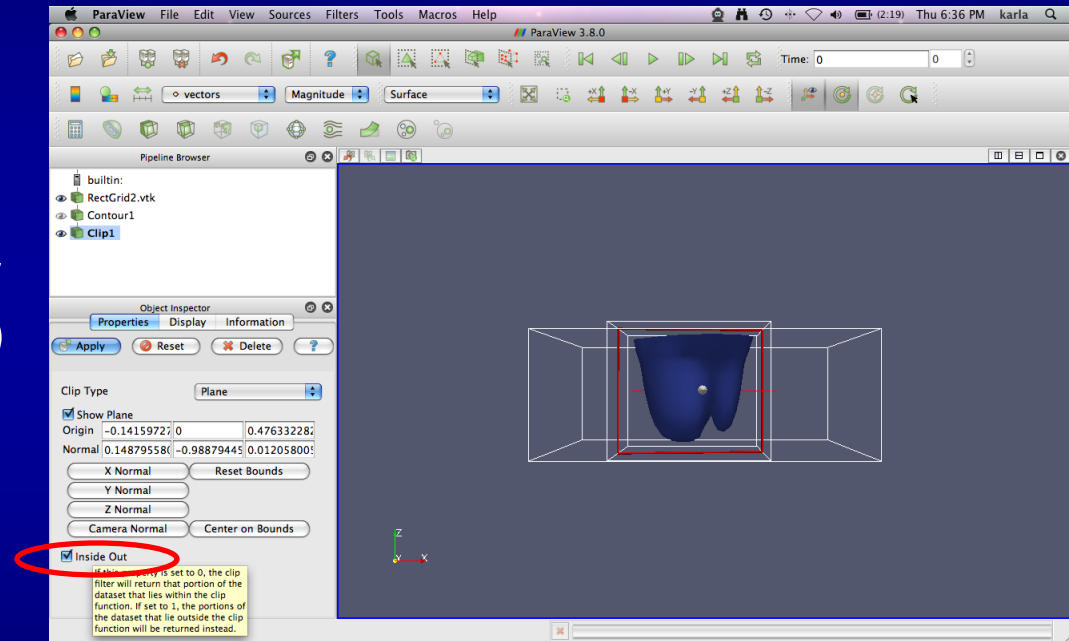 ParaView File Edit View Sources Filters Tools Macros Help (2:19) Thu 6:36 PM karla
ParaView 3.8.0
Time: 0 0
vectors Magnitude Surface
+X -X +Y -Y +Z -Z
Pipeline Browser
builtin:
RectGrid2.vtk
Contour1
Clip1
Object Inspector
Properties Display Information
Apply Reset Delete ?
Clip Type Plane
Show Plane
Origin -0.14159727 0 0.476332282
Normal 0.148795580 -0.98879445 0.012058005
X Normal Reset Bounds
Y Normal
Z Normal
Camera Normal Center on Bounds
Inside Out
If this property is set to 0, the clip
filter will return that portion of the
dataset that lies within the clip
function. If set to 1, the portions of
the dataset that lie outside the clip
function will be returned instead.
Z
Y X